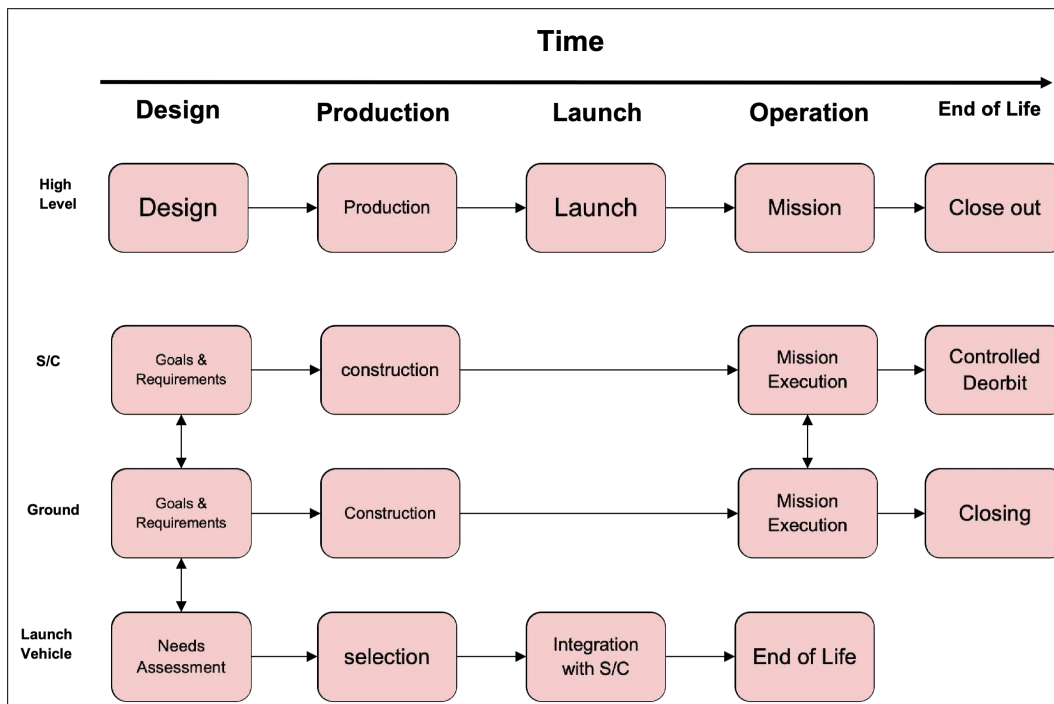 Time
Design Production Launch Operation End of Life
High
Level
Design Production Launch Mission Close out
S/C
Goals &
Requirements
construction
Mission
Execution
Controlled
Deorbit
Ground
Goals &
Requirements
Construction
Mission
Execution
Closing
Launch
Vehicle
Needs
Assessment
selection
Integration
with S/C
End of Life